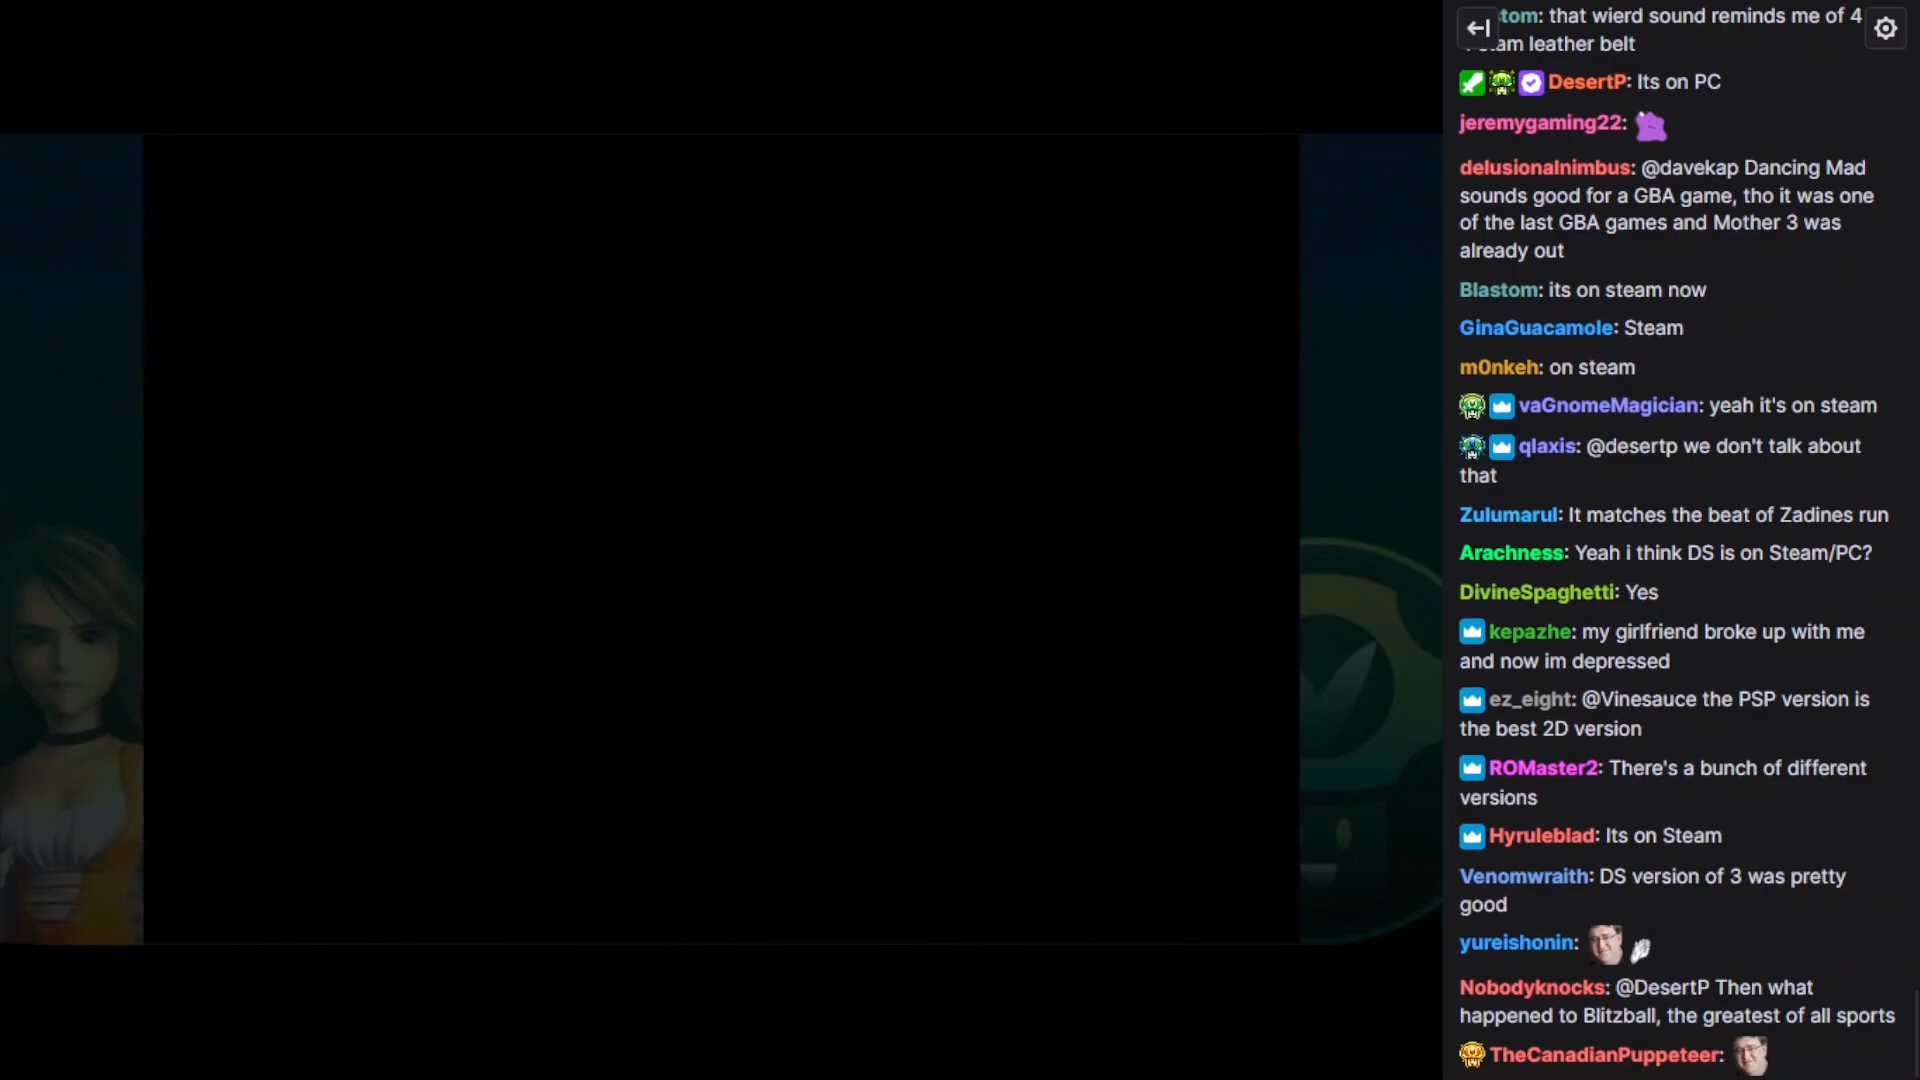 tom: that wierd sound reminds me of 4
am leather belt
DesertP: Its on PC
jeremygaming22:
delusionalnimbus: @davekap Dancing Mad
sounds good for a GBA game, tho it was one
of the last GBA games and Mother 3 was
already out
Blastom: its on steam now
GinaGuacamole: Steam
m0nkeh: on steam
vaGnomeMagician: yeah it's on steam
qlaxis: @desertp we don't talk about
that
Zulumarul: It matches the beat of Zadines run
Arachness: Yeah i think DS is on Steam/PC?
DivineSpaghetti: Yes
kepazhe: my girlfriend broke up with me
and now im depressed
ez_eight: @Vinesauce the PSP version is
the best 2D version
ROMaster2: There's a bunch of different
versions
Hyruleblad: Its on Steam
Venomwraith: DS version of 3 was pretty
good
yureishonin:
Nobodyknocks: @DesertP Then what
happened to Blitzball, the greatest of all sports
TheCanadianPuppeteer: